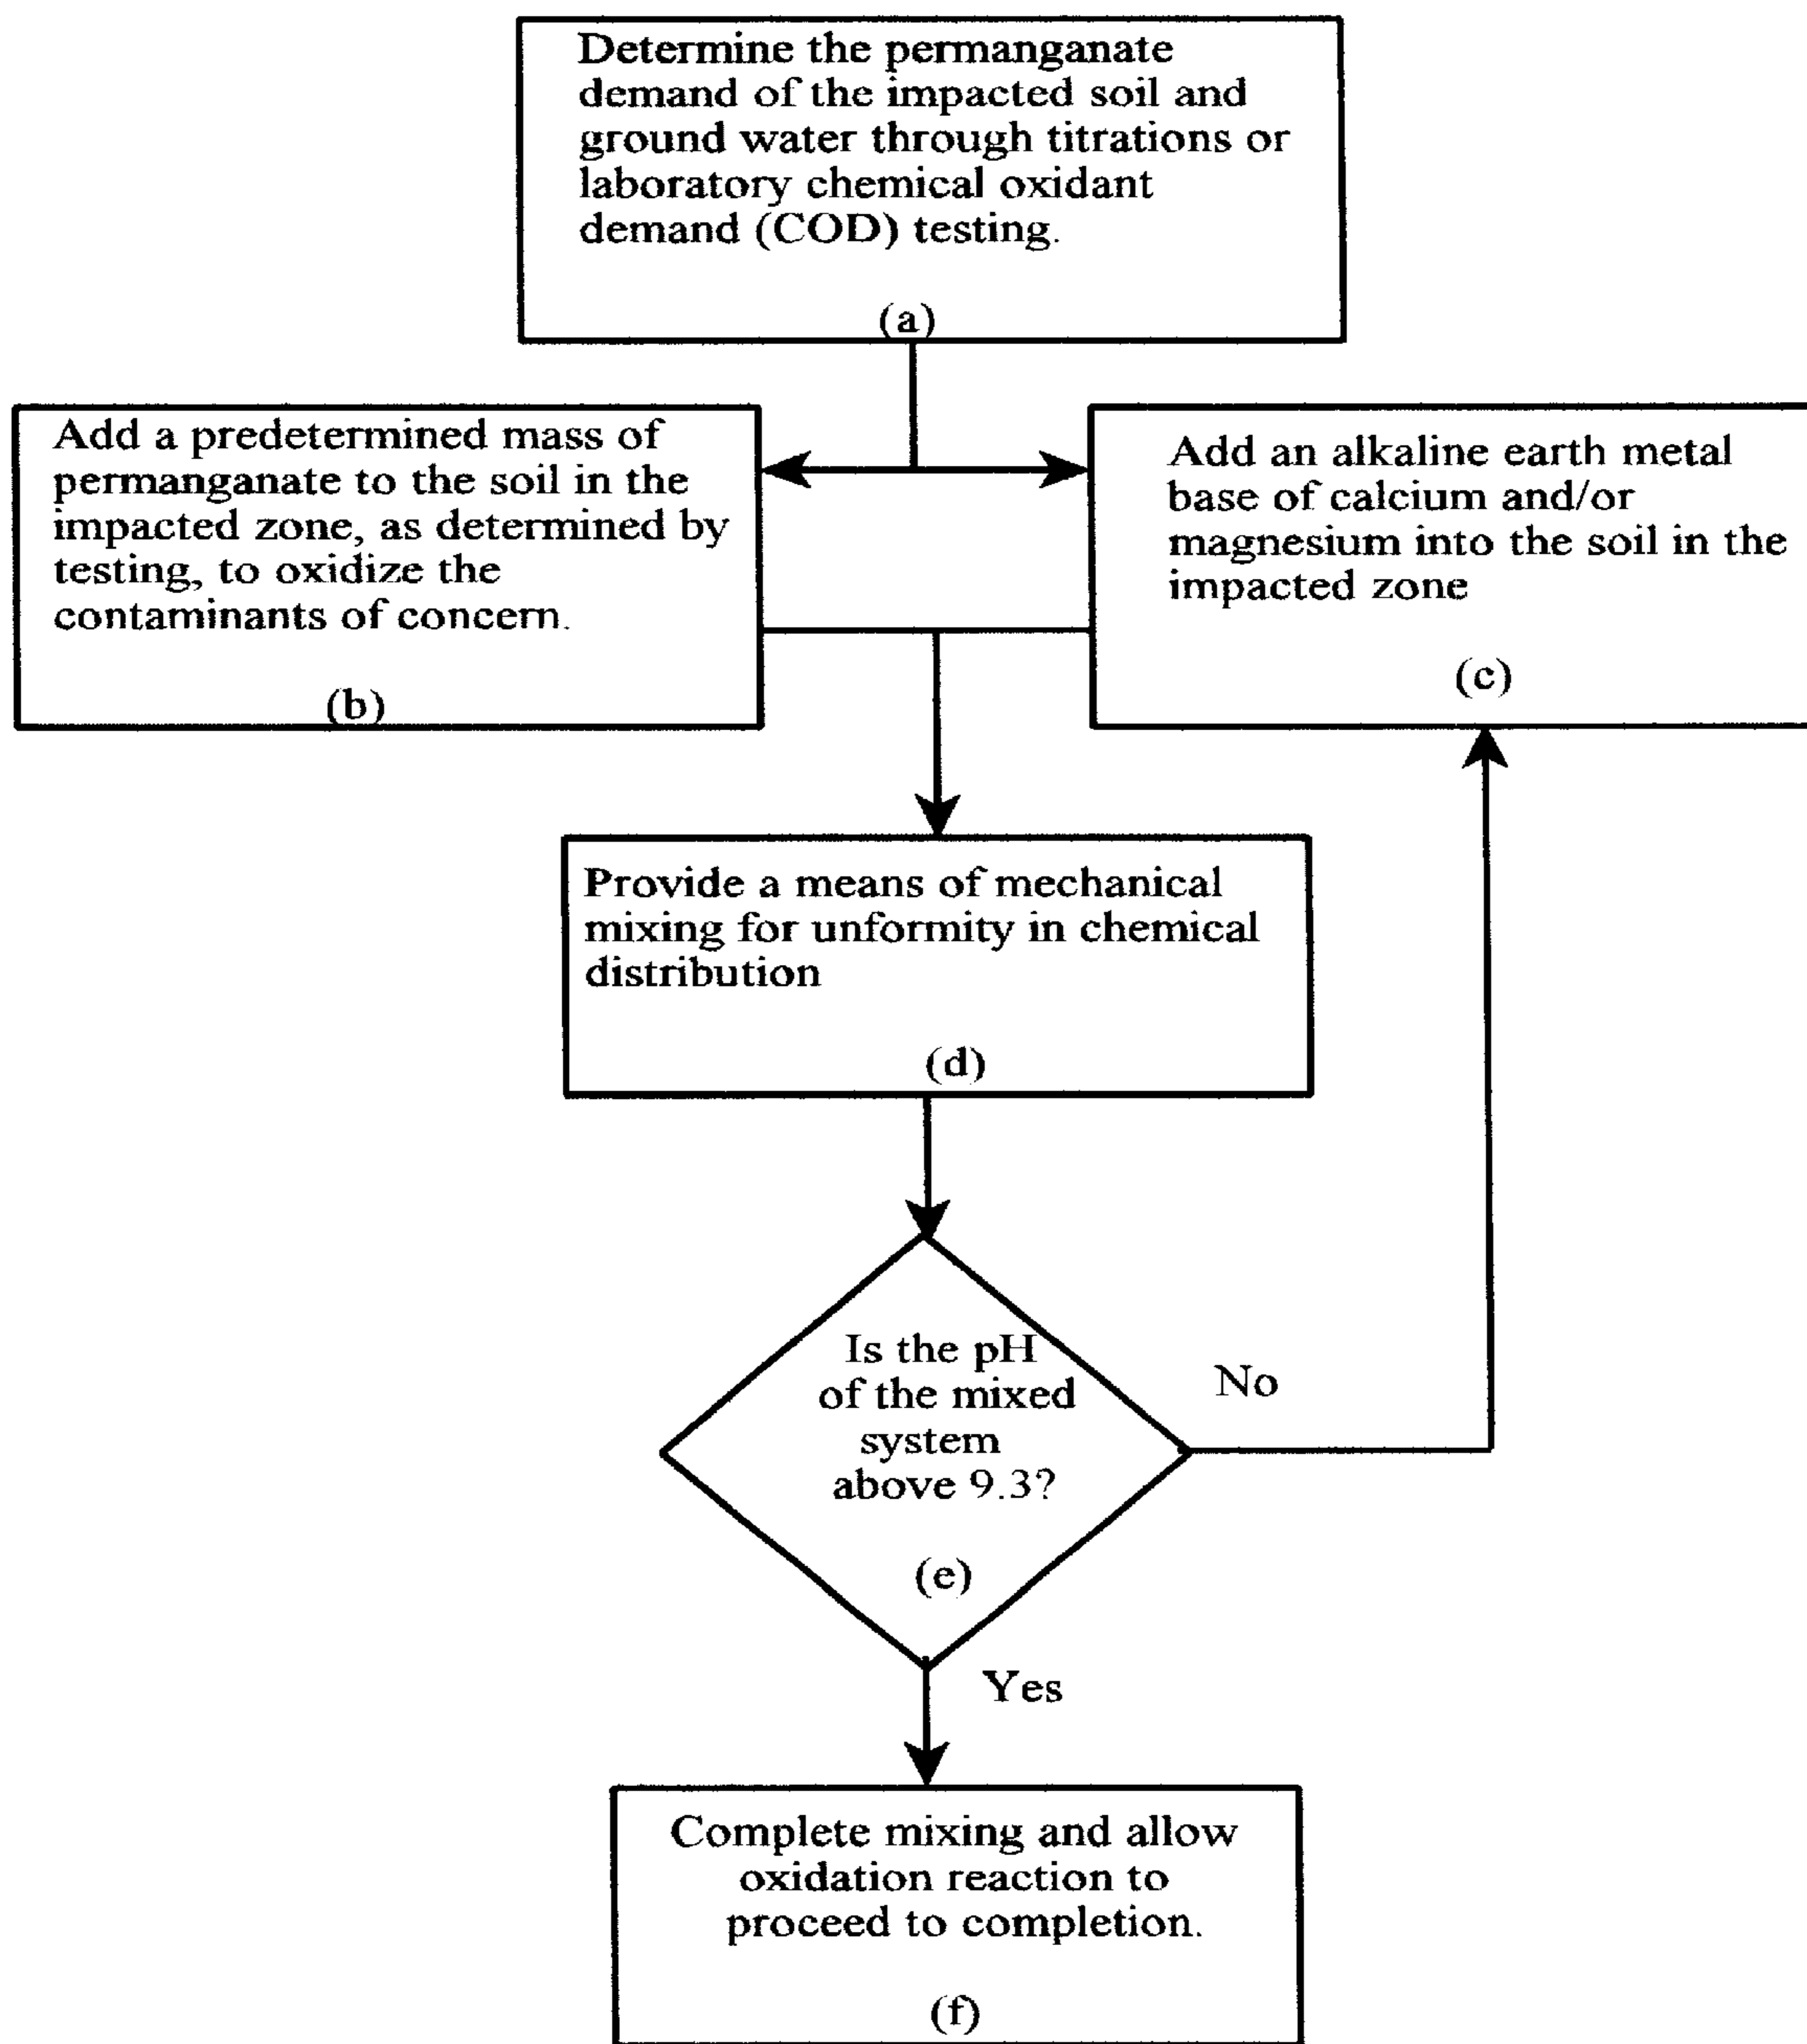 Determine the permanganate
demand of the impacted soil and
ground water through titrations or
laboratory chemical oxidant
demand (COD) testing.
(a)
Add a predetermined mass of
permanganate to the soil in the
impacted zone, as determined by
testing, to oxidize the
contaminants of concern.
(b)
Add an alkaline earth metal
base of calcium and/or
magnesium into the soil in the
impacted zone
(c)
Provide a means of mechanical
mixing for unformity in chemical
distribution
(d)
Is the pH
of the mixed
system
above 9.3?
(e)
No
Yes
Complete mixing and allow
oxidation reaction to
proceed to completion.
(f)